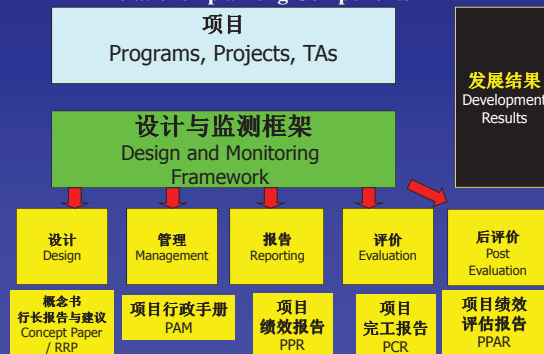 项目
Programs, Projects, TAs
发展结果
Development
Results
设计与监测框架
Design and Monitoring
Framework
设计
Design
管理
Management
报告
Reporting
评价
Evaluation
后评价
Post
Evaluation
概念书
行长报告与建议
Concept Paper
/ RRP
项目行政手册
PAM
项目
绩效报告
PPR
项目
完工报告
PCR
项目绩效
评估报告
PPAR